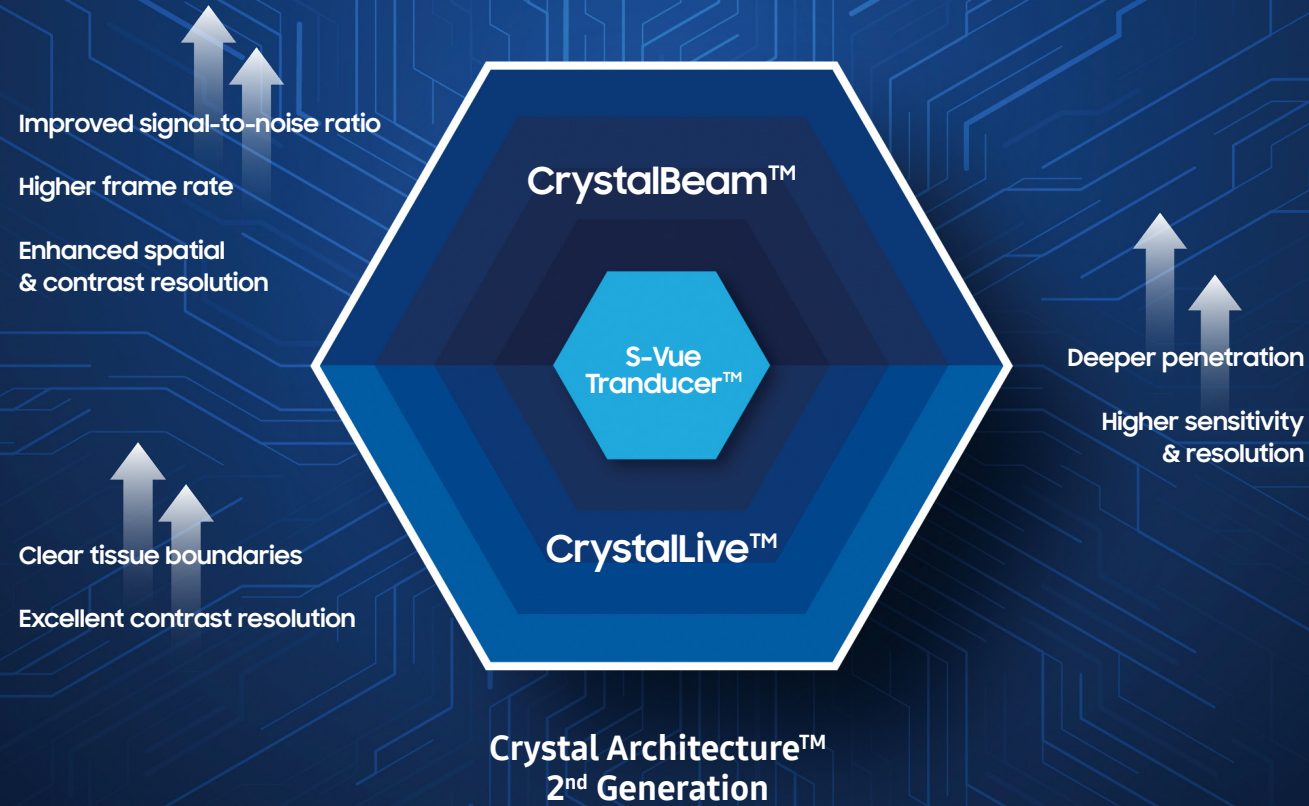 Improved signal-to-noise ratio
Higher frame rate
Enhanced spatial
& contrast resolution
CrystalBeam™
S-Vue
Tranducer™
Deeper penetration
Higher sensitivity
& resolution
Clear tissue boundaries
Excellent contrast resolution
CrystalLive™
Crystal Architecture™
2nd Generation